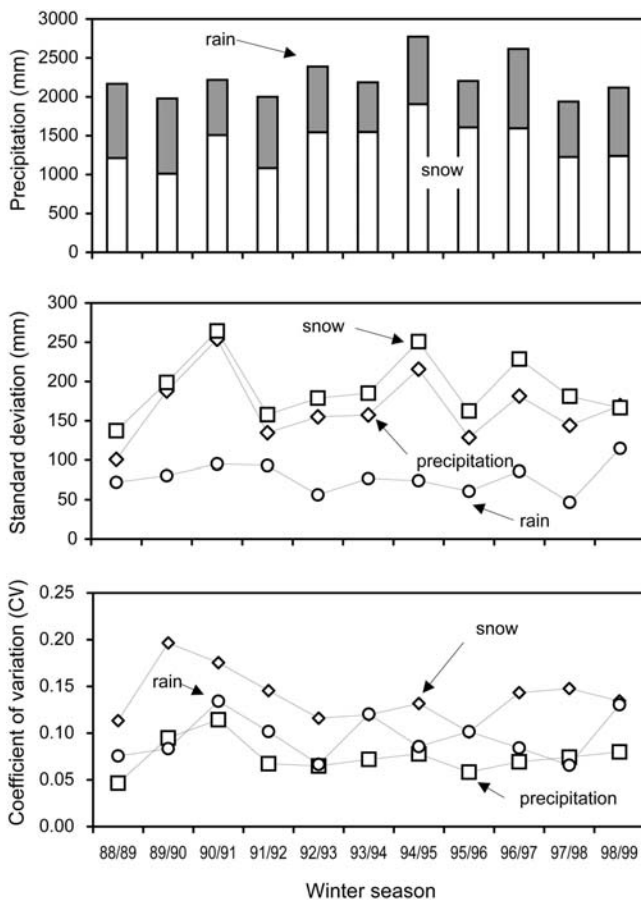 Precipitation (mm)
3000
2500
2000
1500
1000
500
0
rain
snow
Standard deviation (mm)
300
250
200
150
100
50
0
snow
precipitation
rain
Coefficient of variation (CV)
0.25
0.20
0.15
0.10
0.05
0.00
snow
rain
precipitation
88/89 89/90 90/91 91/92 92/93 93/94 94/95 95/96 96/97 97/98 98/99
Winter season